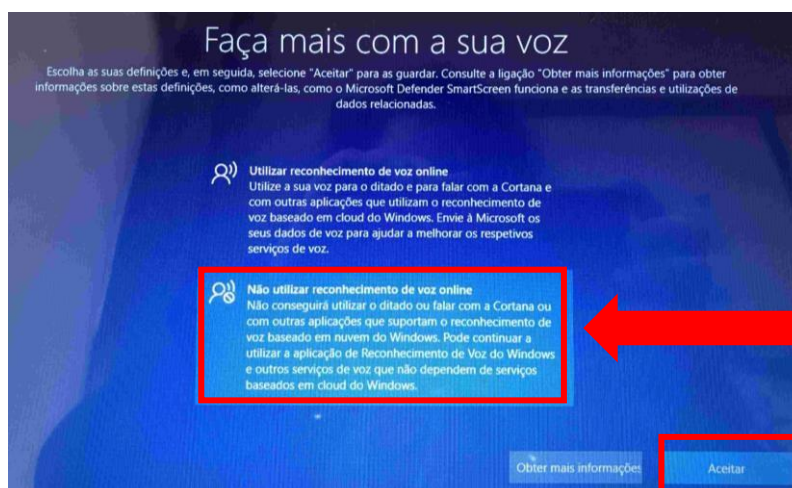 Faça mais com a sua voz
Escolha as suas definições e, em seguida, selecione "Aceitar" para as guardar. Consulte a ligação "Obter mais informações" para obter
informações sobre estas definições, como alterá-las, como o Microsoft Defender SmartScreen funciona e as transferências e utilizações de
dados relacionadas.
Utilizar reconhecimento de voz online
Utilize a sua voz para o ditado e para falar com a Cortana e
com outras aplicações que utilizam o reconhecimento de
voz baseado em cloud do Windows. Envie à Microsoft os
seus dados de voz para ajudar a melhorar os respetivos
serviços de voz.
Não utilizar reconhecimento de voz online
Não conseguirá utilizar o ditado ou falar com a Cortana ou
com outras aplicações que suportam o reconhecimento de
voz baseado em nuvem do Windows. Pode continuar a
utilizar a aplicação de Reconhecimento de Voz do Windows
e outros serviços de voz que não dependem de serviços
baseados em cloud do Windows.
Obter mais informações
Aceitar